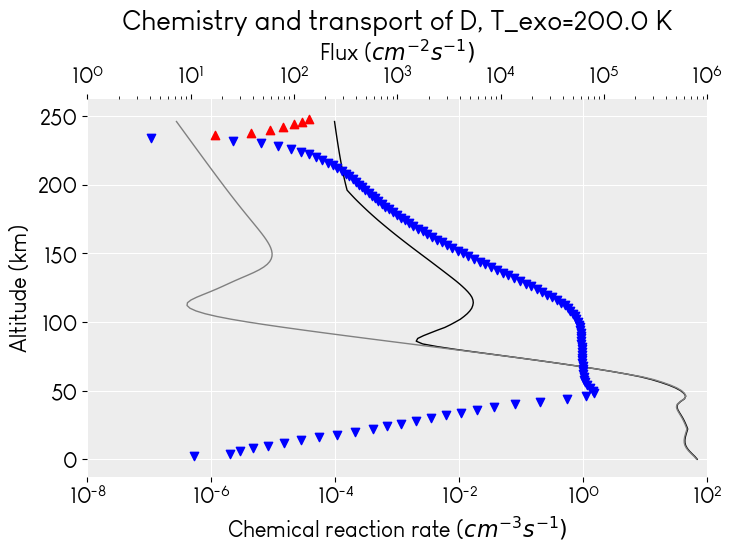 Chemistry and transport of D, T_exo=200.0 K
Flux (cm⁻²s⁻¹)
10⁰ 10¹ 10² 10³ 10⁴ 10⁵ 10⁶
250
200
150
100
50
0
Altitude (km)
10⁻⁸ 10⁻⁶ 10⁻⁴ 10⁻² 10⁰ 10²
Chemical reaction rate (cm⁻³s⁻¹)